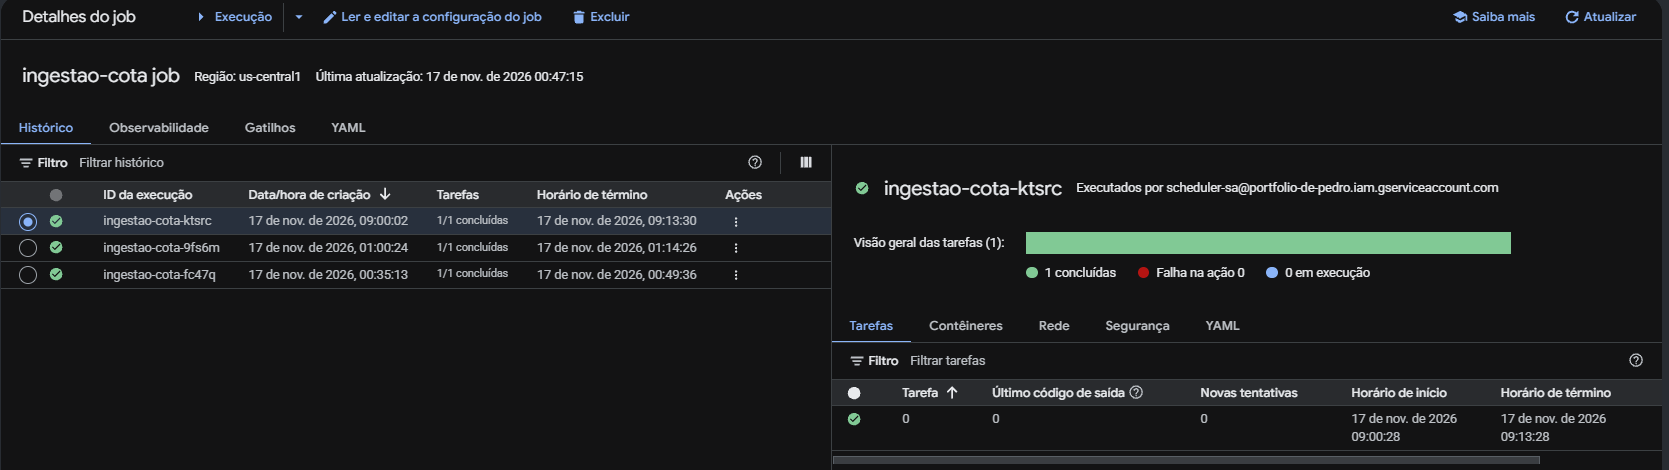 Detalhes do job Execução Ler e editar a configuração do job Excluir Saiba mais Atualizar
ingestao-cota job Região: us-central1 Última atualização: 17 de nov. de 2026 00:47:15
Histórico Observabilidade Gatilhos YAML
Filtro Filtrar histórico
ID da execução Data/hora de criação Tarefas Horário de término Ações
ingestao-cota-ktsrc 17 de nov. de 2026, 09:00:02 1/1 concluídas 17 de nov. de 2026, 09:13:30
ingestao-cota-9fs6m 17 de nov. de 2026, 01:00:24 1/1 concluídas 17 de nov. de 2026, 01:14:26
ingestao-cota-fc47q 17 de nov. de 2026, 00:35:13 1/1 concluídas 17 de nov. de 2026, 00:49:36
ingestao-cota-ktsrc Executados por scheduler-sa@portfolio-de-pedro.iam.gserviceaccount.com
Visão geral das tarefas (1):
1 concluídas Falha na ação 0 0 em execução
Tarefas Contêineres Rede Segurança YAML
Filtro Filtrar tarefas
Tarefa Último código de saída Novas tentativas Horário de início Horário de término
0 0 0 17 de nov. de 2026 17 de nov. de 2026
09:00:28 09:13:28